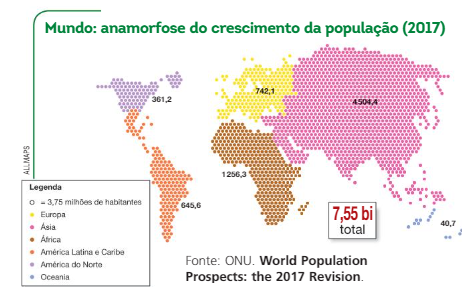 Mundo: anamorfose do crescimento da população (2017)
361,2
742,1
4504,4
1256,3
645,6
40,7
7,55 bi
total
ALLMAPS
Legenda
= 3,75 milhões de habitantes
Europa
Ásia
África
América Latina e Caribe
América do Norte
Oceania
Fonte: ONU. World Population
Prospects: the 2017 Revision.